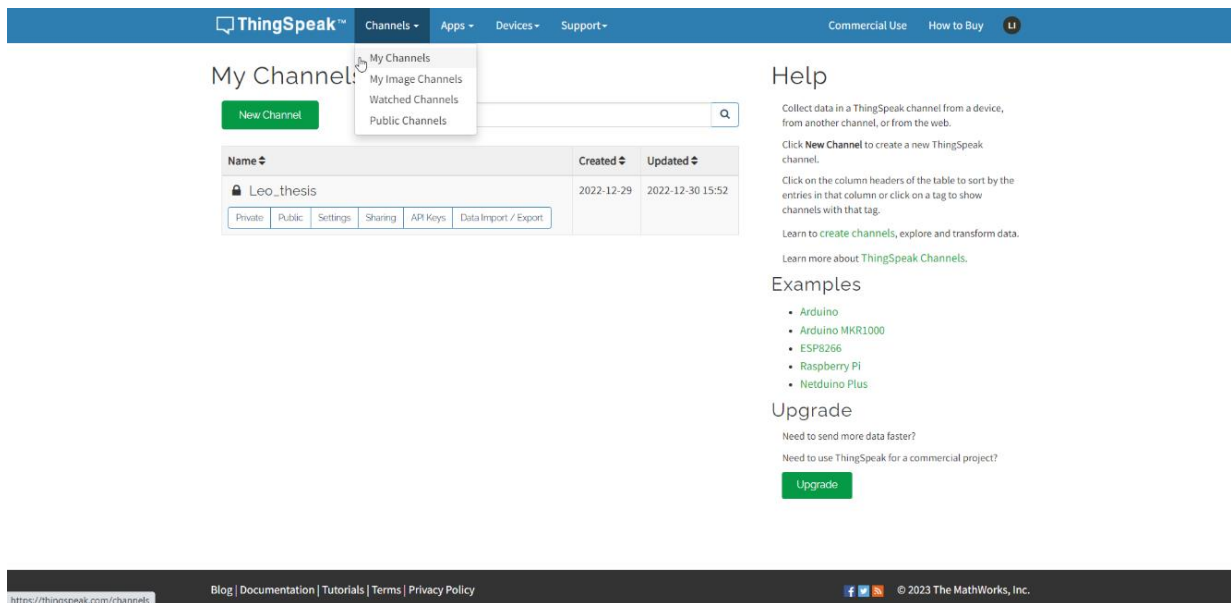 ThingSpeak™ Channels Apps Devices Support Commercial Use How to Buy LI
My Channels
My Image Channels
Watched Channels
Public Channels
My Channels
New Channel
Name Created Updated
Leo_thesis 2022-12-29 2022-12-30 15:52
Private Public Settings Sharing API Keys Data Import / Export
Help
Collect data in a ThingSpeak channel from a device,
from another channel, or from the web.
Click New Channel to create a new ThingSpeak
channel.
Click on the column headers of the table to sort by the
entries in that column or click on a tag to show
channels with that tag.
Learn to create channels, explore and transform data.
Learn more about ThingSpeak Channels.
Examples
• Arduino
• Arduino MKR1000
• ESP8266
• Raspberry Pi
• Netduino Plus
Upgrade
Need to send more data faster?
Need to use ThingSpeak for a commercial project?
Upgrade
Blog | Documentation | Tutorials | Terms | Privacy Policy © 2023 The MathWorks, Inc.
https://thingspeak.com/channels